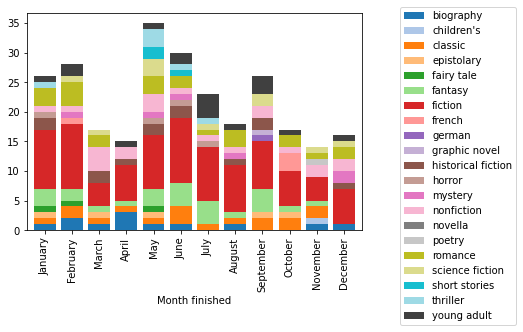 35
30
25
20
15
10
5
0
January
February
March
April
May
June
July
August
September
October
November
December
Month finished
biography
children's
classic
epistolary
fairy tale
fantasy
fiction
french
german
graphic novel
historical fiction
horror
mystery
nonfiction
novella
poetry
romance
science fiction
short stories
thriller
young adult